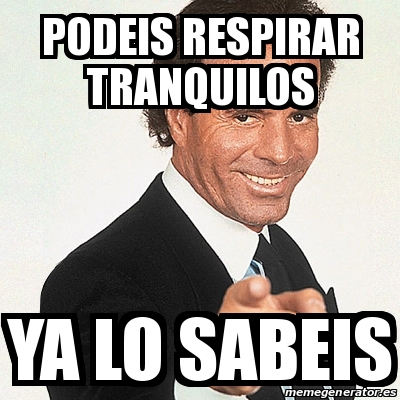 PODEIS RESPIRAR
TRANQUILOS
YA LO SABEIS
memegenerator.es